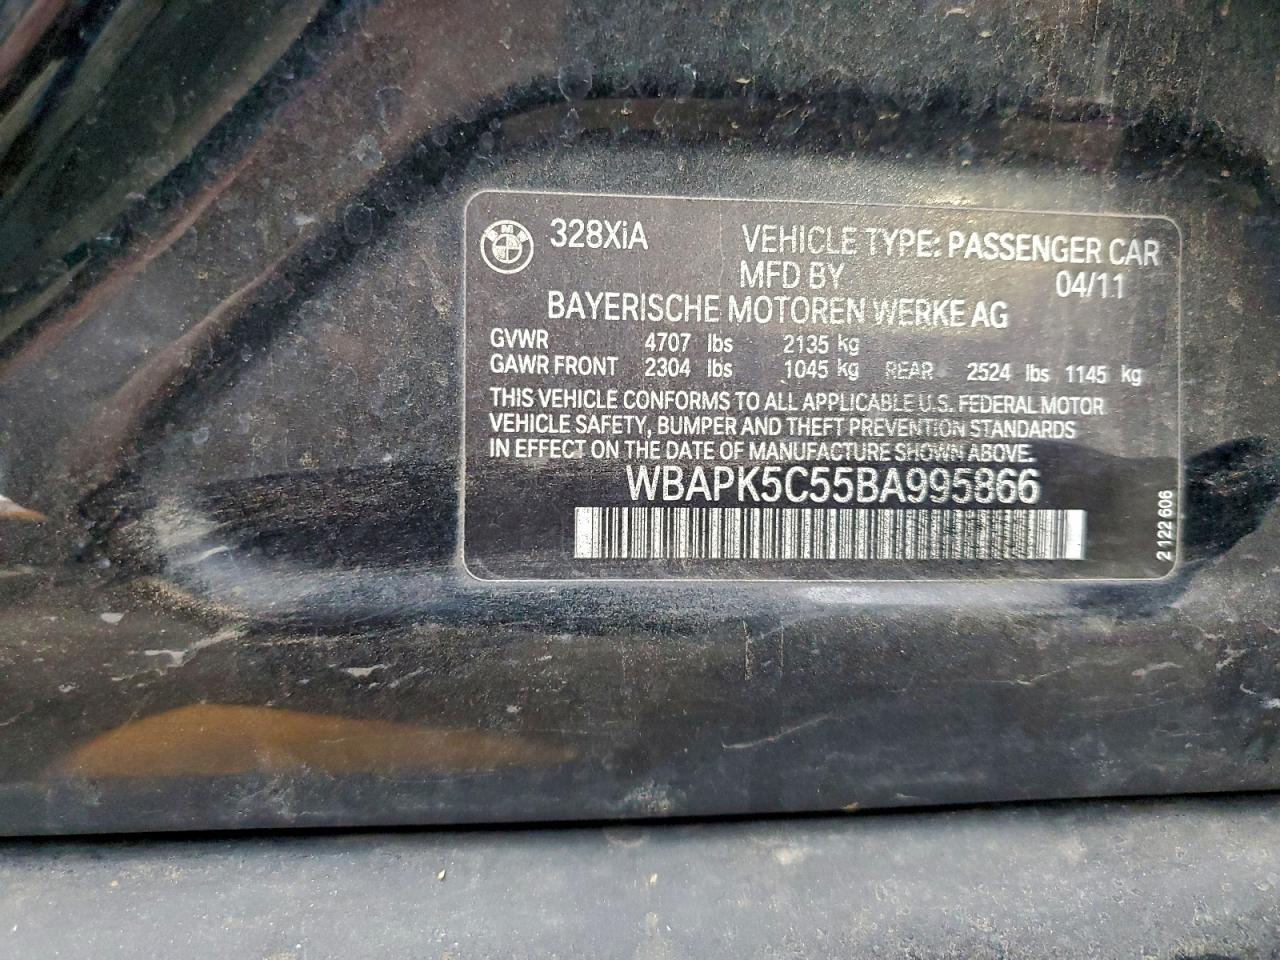 BMW
328XiA
VEHICLE TYPE: PASSENGER CAR
MFD BY 04/11
BAYERISCHE MOTOREN WERKE AG
GVWR 4707 lbs 2135 kg
GAWR FRONT 2304 lbs 1045 kg REAR 2524 lbs 1145 kg
THIS VEHICLE CONFORMS TO ALL APPLICABLE U.S. FEDERAL MOTOR
VEHICLE SAFETY, BUMPER AND THEFT PREVENTION STANDARDS
IN EFFECT ON THE DATE OF MANUFACTURE SHOWN ABOVE.
WBAPK5C55BA995866
2 122 606